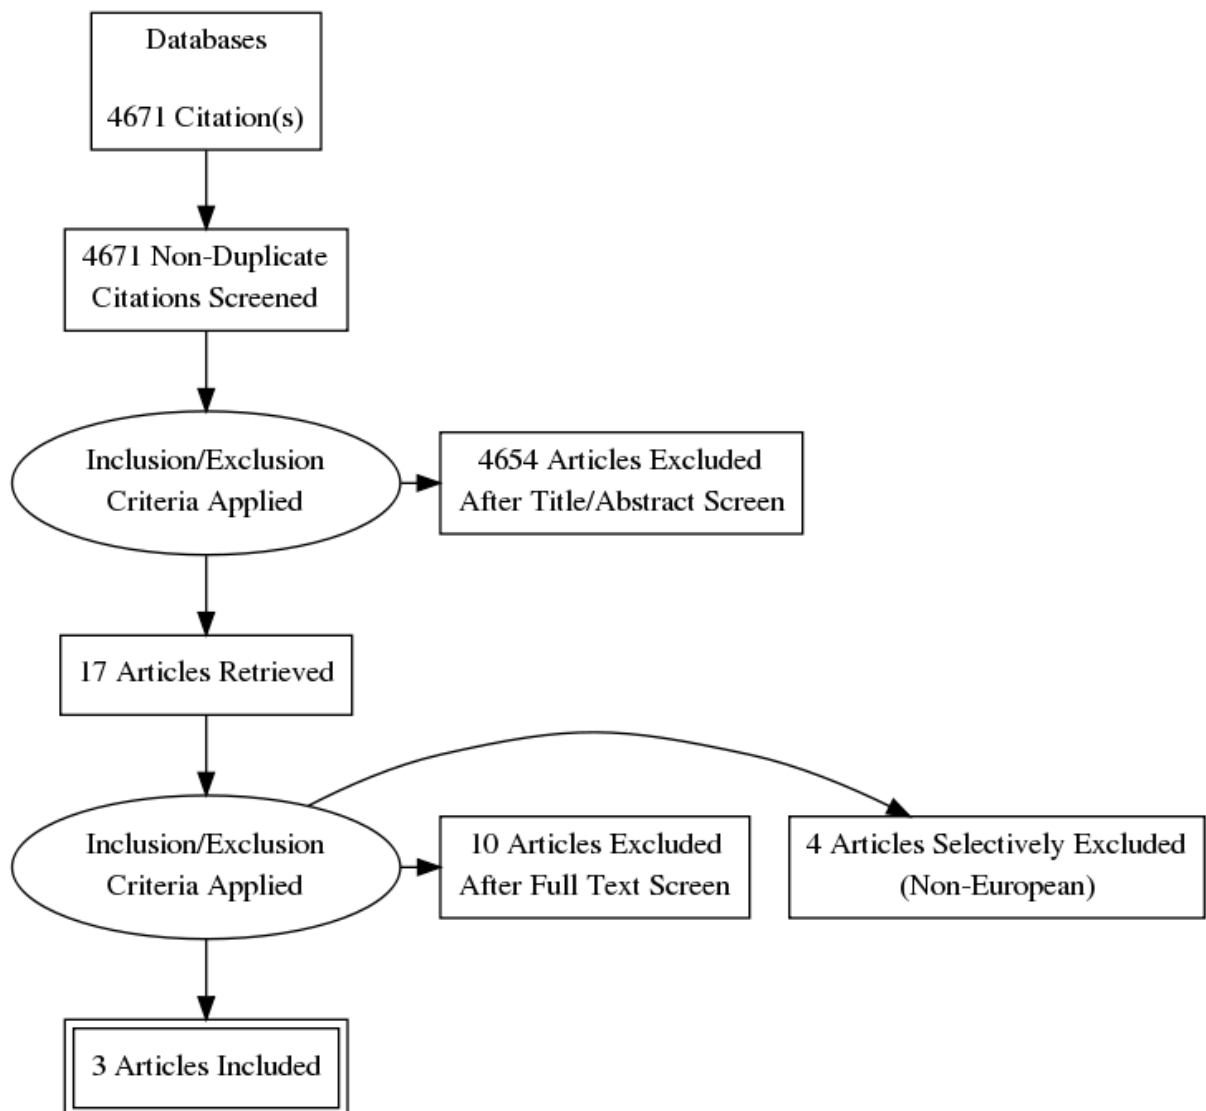 Databases
4671 Citation(s)
4671 Non-Duplicate
Citations Screened
Inclusion/Exclusion
Criteria Applied
4654 Articles Excluded
After Title/Abstract Screen
17 Articles Retrieved
Inclusion/Exclusion
Criteria Applied
10 Articles Excluded
After Full Text Screen
4 Articles Selectively Excluded
(Non-European)
3 Articles Included